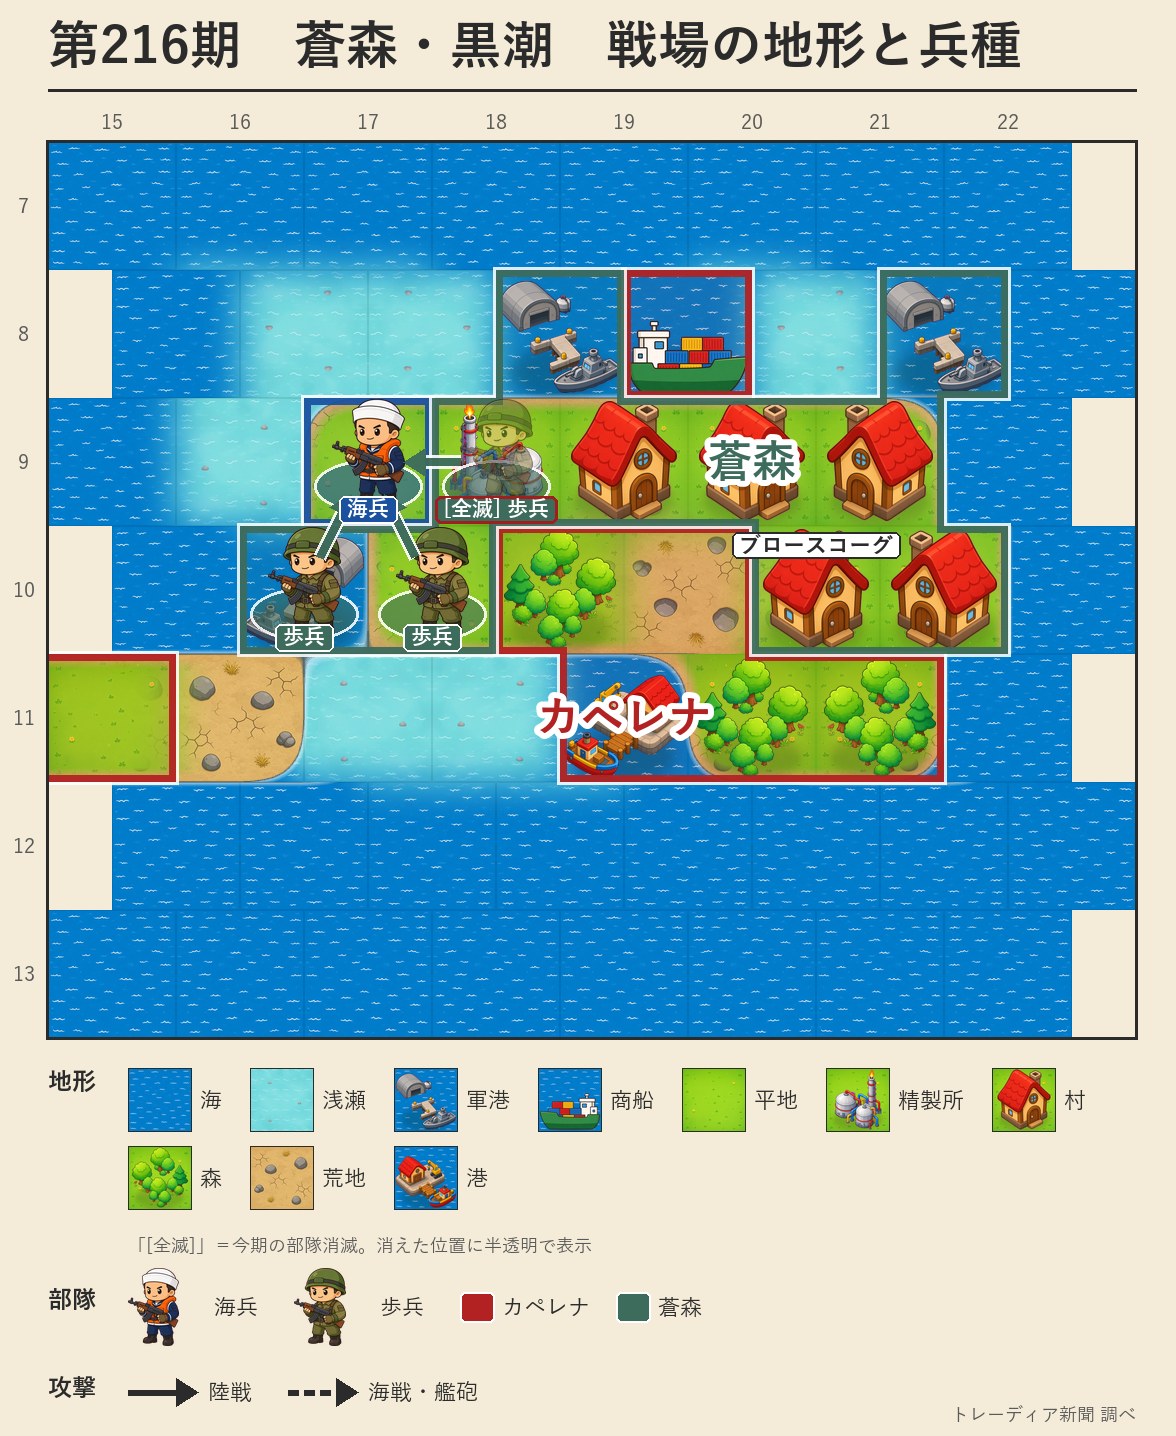 第216期 蒼森・黒潮 戦場の地形と兵種
15 16 17 18 19 20 21 22
7
8
9
蒼森
海兵
[全滅] 歩兵
ブロースコーグ
10
歩兵
歩兵
11
カペレナ
12
13
地形
海
浅瀬
軍港
商船
平地
精製所
村
森
荒地
港
「[全滅]」＝今期の部隊消滅。消えた位置に半透明で表示
部隊
海兵
歩兵
カペレナ
蒼森
攻撃
陸戦
海戦・艦砲
トレーディア新聞 調べ